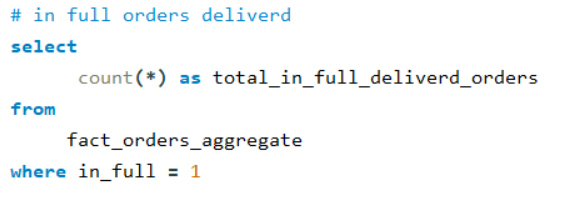 # in full orders deliverd
select
count(*) as total_in_full_deliverd_orders
from
fact_orders_aggregate
where in_full = 1